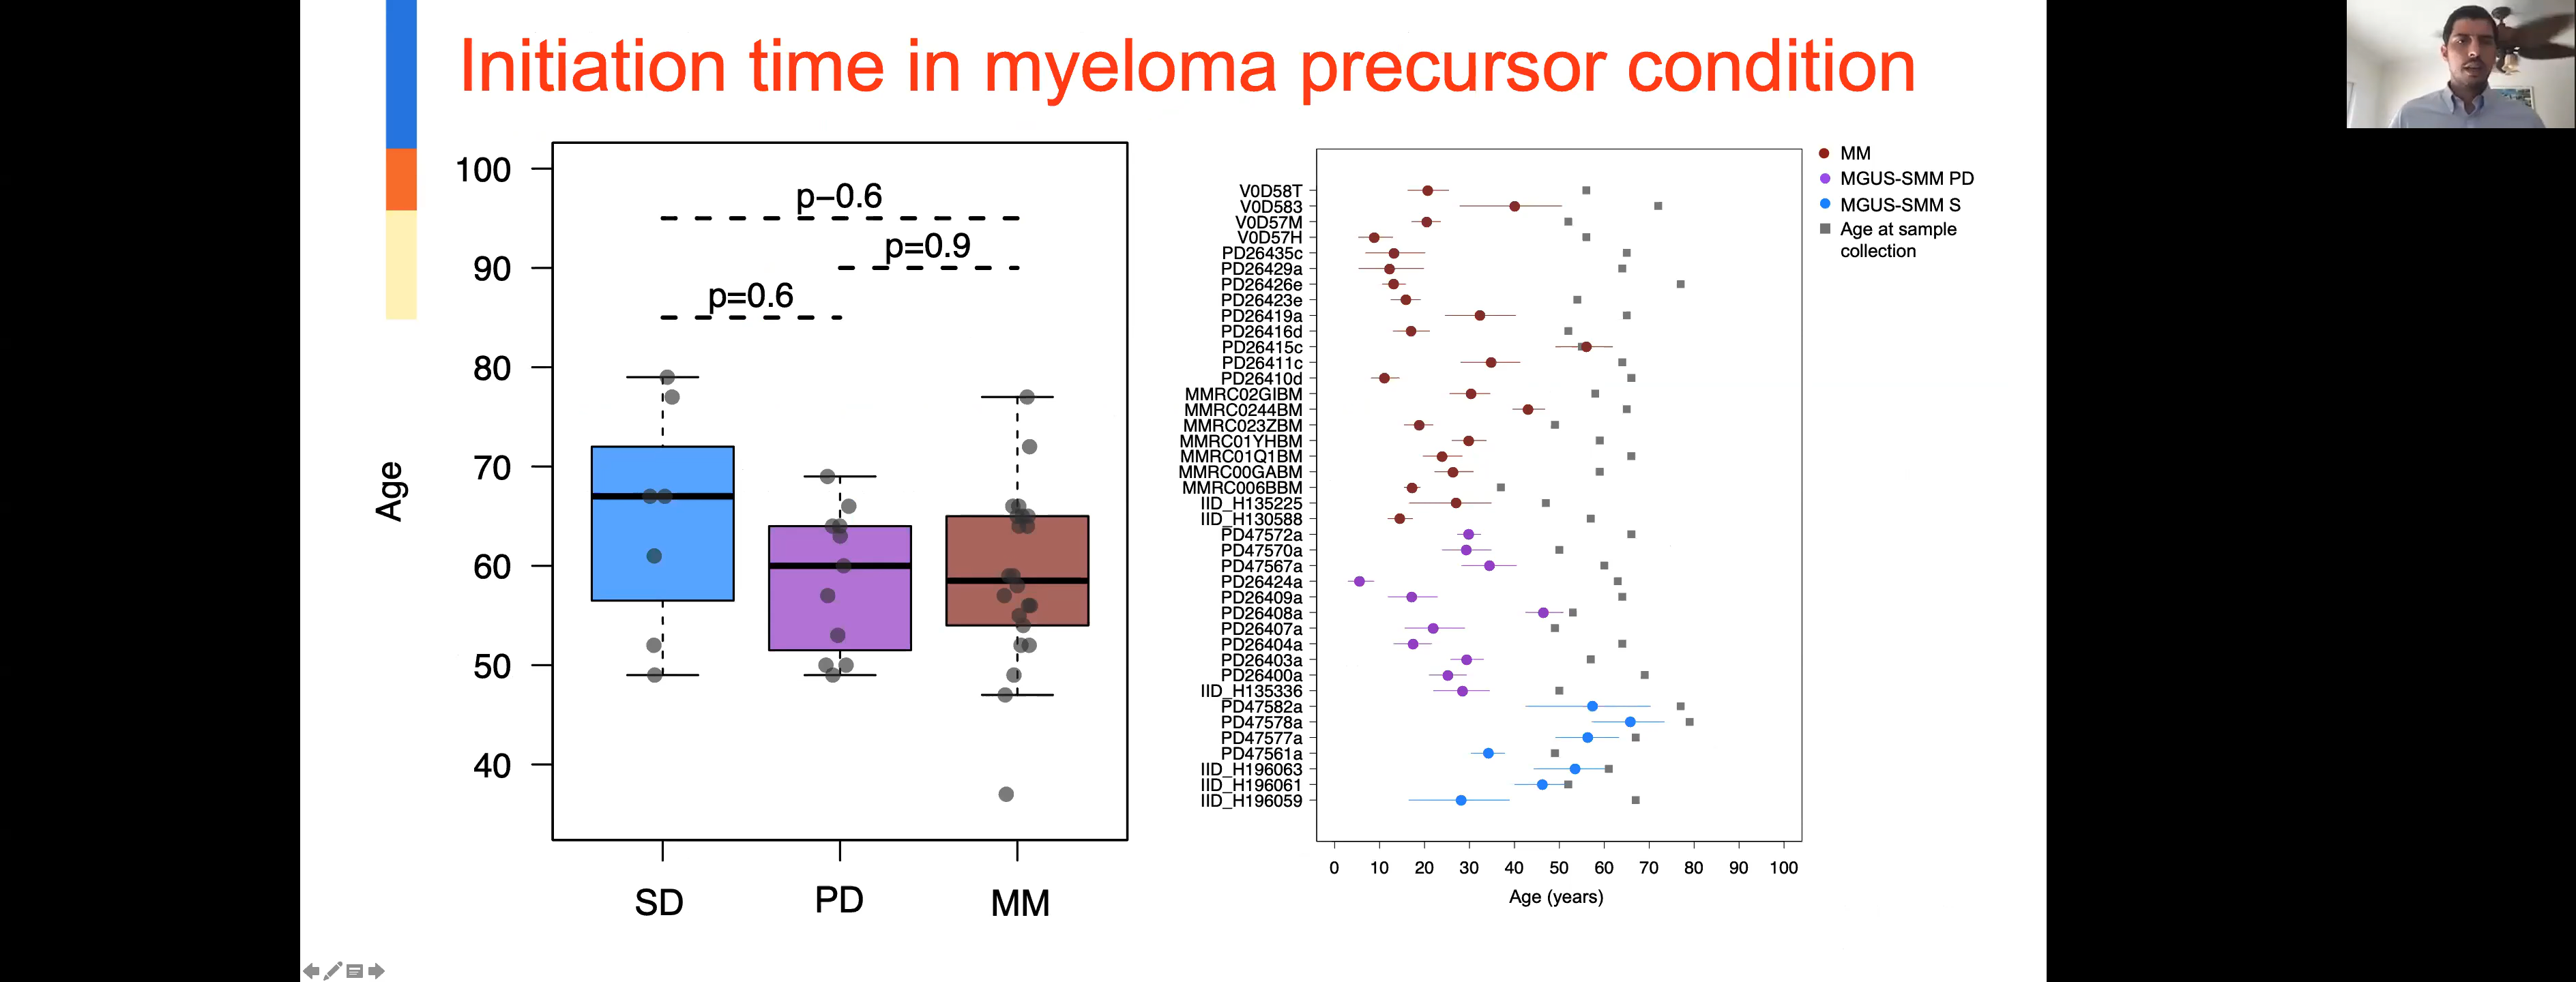 Initiation time in myeloma precursor condition
100
90
80
70
60
50
40
Age
p−0.6
p=0.9
p=0.6
SD
PD
MM
V0D58T
V0D583
V0D57M
V0D57H
PD26435c
PD26429a
PD26426e
PD26423e
PD26419a
PD26416d
PD26415c
PD26411c
PD26410d
MMRC02GIBM
MMRC0244BM
MMRC023ZBM
MMRC01YHBM
MMRC01Q1BM
MMRC00GABM
MMRC006BBM
IID_H135225
IID_H130588
PD47572a
PD47570a
PD47567a
PD26424a
PD26409a
PD26408a
PD26407a
PD26404a
PD26403a
PD26400a
IID_H135336
PD47582a
PD47578a
PD47577a
PD47561a
IID_H196063
IID_H196061
IID_H196059
0 10 20 30 40 50 60 70 80 90 100
Age (years)
MM
MGUS-SMM PD
MGUS-SMM S
Age at sample
collection